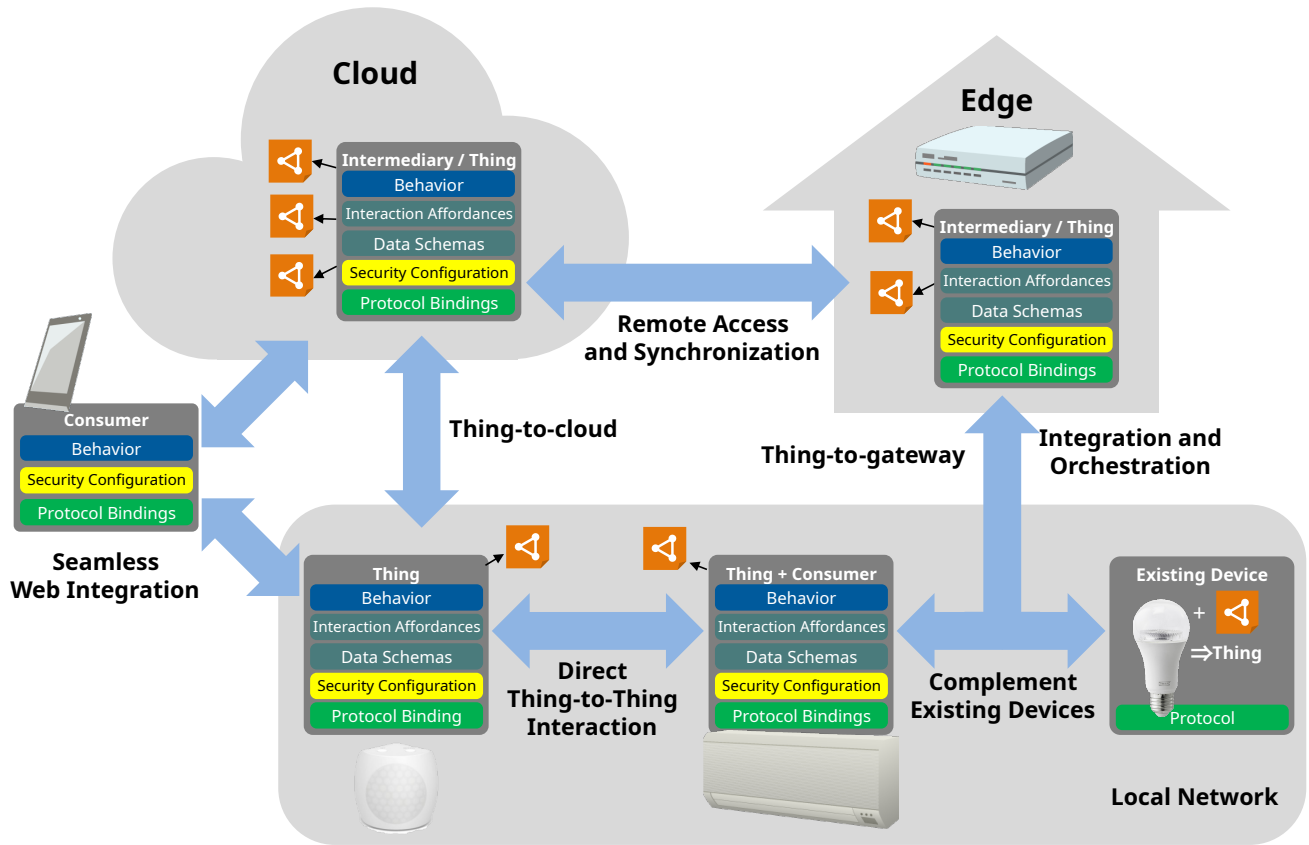 Cloud
Intermediary / Thing
Behavior
Interaction Affordances
Data Schemas
Security Configuration
Protocol Bindings
Edge
Intermediary / Thing
Behavior
Interaction Affordances
Data Schemas
Security Configuration
Protocol Bindings
Remote Access
and Synchronization
Consumer
Behavior
Security Configuration
Protocol Bindings
Seamless
Web Integration
Thing-to-cloud
Thing-to-gateway
Integration and
Orchestration
Thing
Behavior
Interaction Affordances
Data Schemas
Security Configuration
Protocol Binding
Direct
Thing-to-Thing
Interaction
Thing + Consumer
Behavior
Interaction Affordances
Data Schemas
Security Configuration
Protocol Bindings
Complement
Existing Devices
Existing Device
+
⇒Thing
Protocol
Local Network